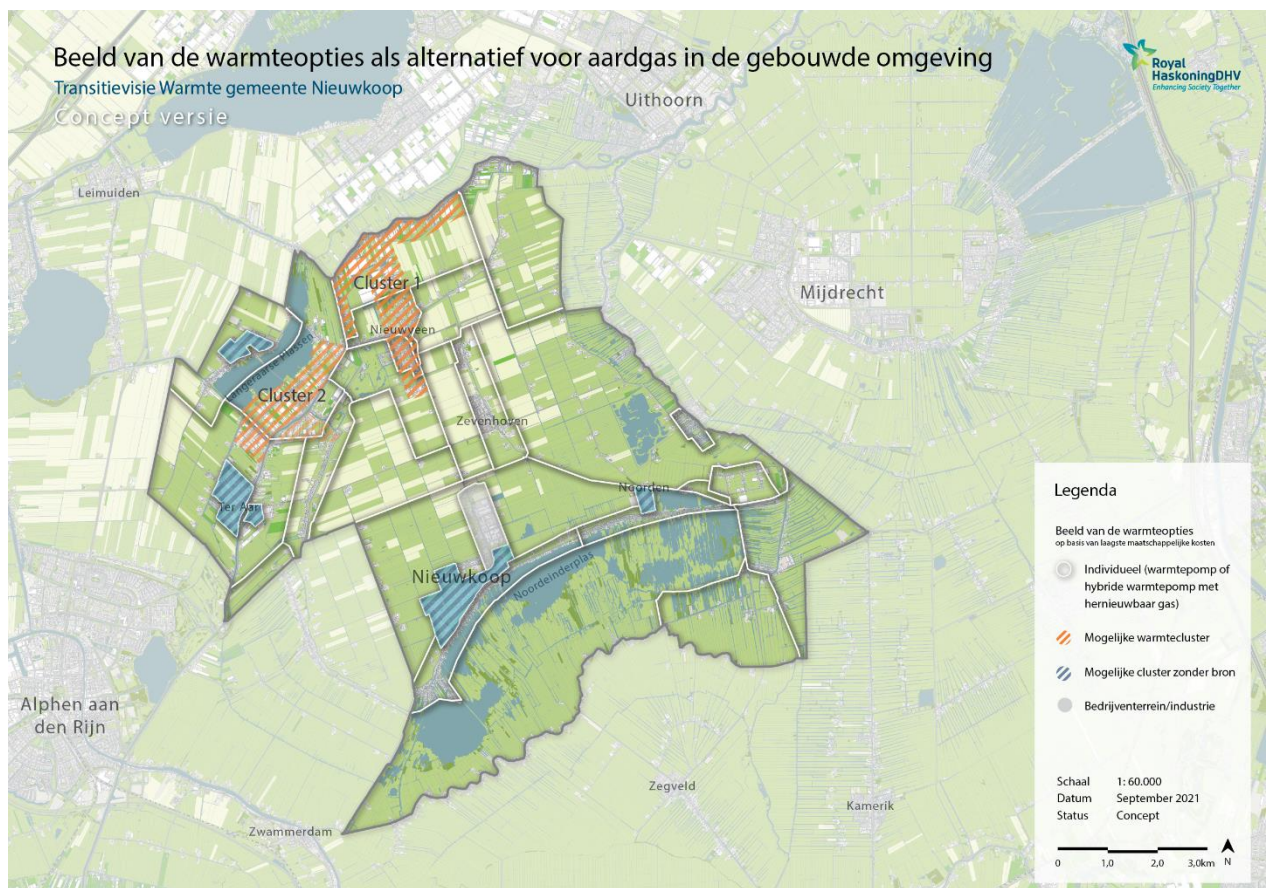 Beeld van de warmteopties als alternatief voor aardgas in de gebouwde omgeving
Transitievisie Warmte gemeente Nieuwkoop
Concept versie
Royal
HaskoningDHV
Enhancing Society Together
Uithoorn
Leimuiden
Mijdrecht
Cluster 1
Nieuwveen
Langeraarse Plassen
Cluster 2
Zevenhoven
Ter Aar
Noorden
Nieuwkoop
Noordeinderplas
Alphen aan
den Rijn
Zwammerdam
Zegveld
Kamerik
Legenda
Beeld van de warmteopties
op basis van laagste maatschappelijke kosten
Individueel (warmtepomp of
hybride warmtepomp met
hernieuwbaar gas)
Mogelijke warmtecluster
Mogelijke cluster zonder bron
Bedrijventerrein/industrie
Schaal 1: 60.000
Datum September 2021
Status Concept
0 1,0 2,0 3,0km N